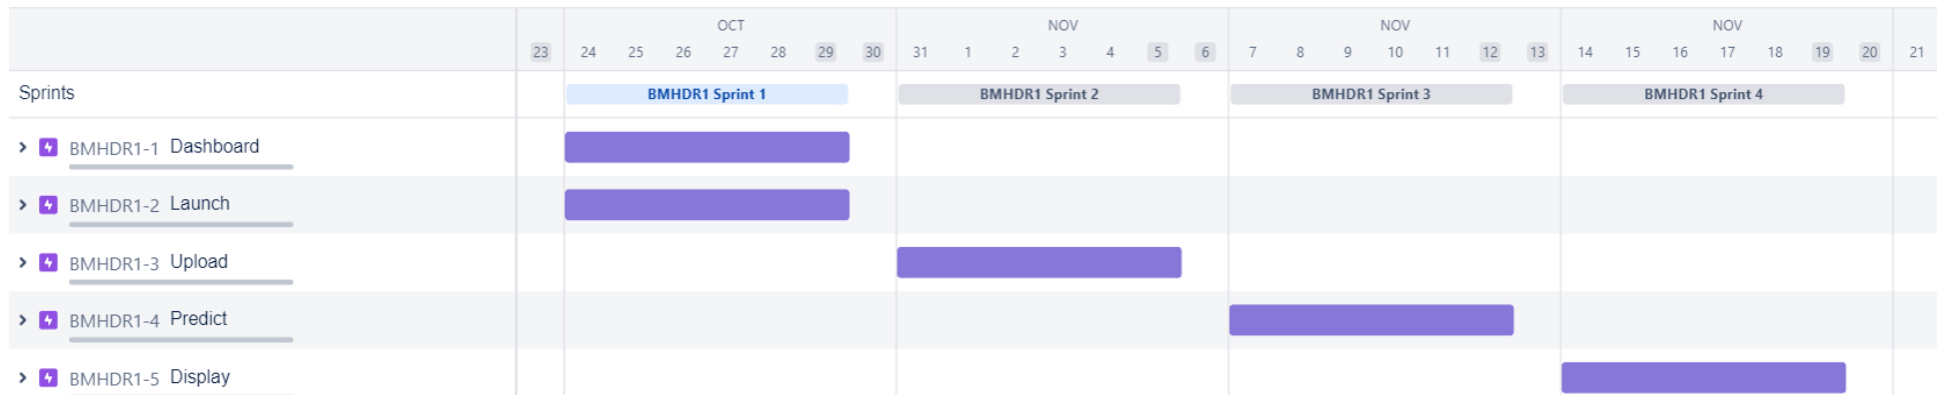 OCT NOV NOV NOV
23 24 25 26 27 28 29 30 31 1 2 3 4 5 6 7 8 9 10 11 12 13 14 15 16 17 18 19 20 21
Sprints BMHDR1 Sprint 1 BMHDR1 Sprint 2 BMHDR1 Sprint 3 BMHDR1 Sprint 4
BMHDR1-1 Dashboard
BMHDR1-2 Launch
BMHDR1-3 Upload
BMHDR1-4 Predict
BMHDR1-5 Display